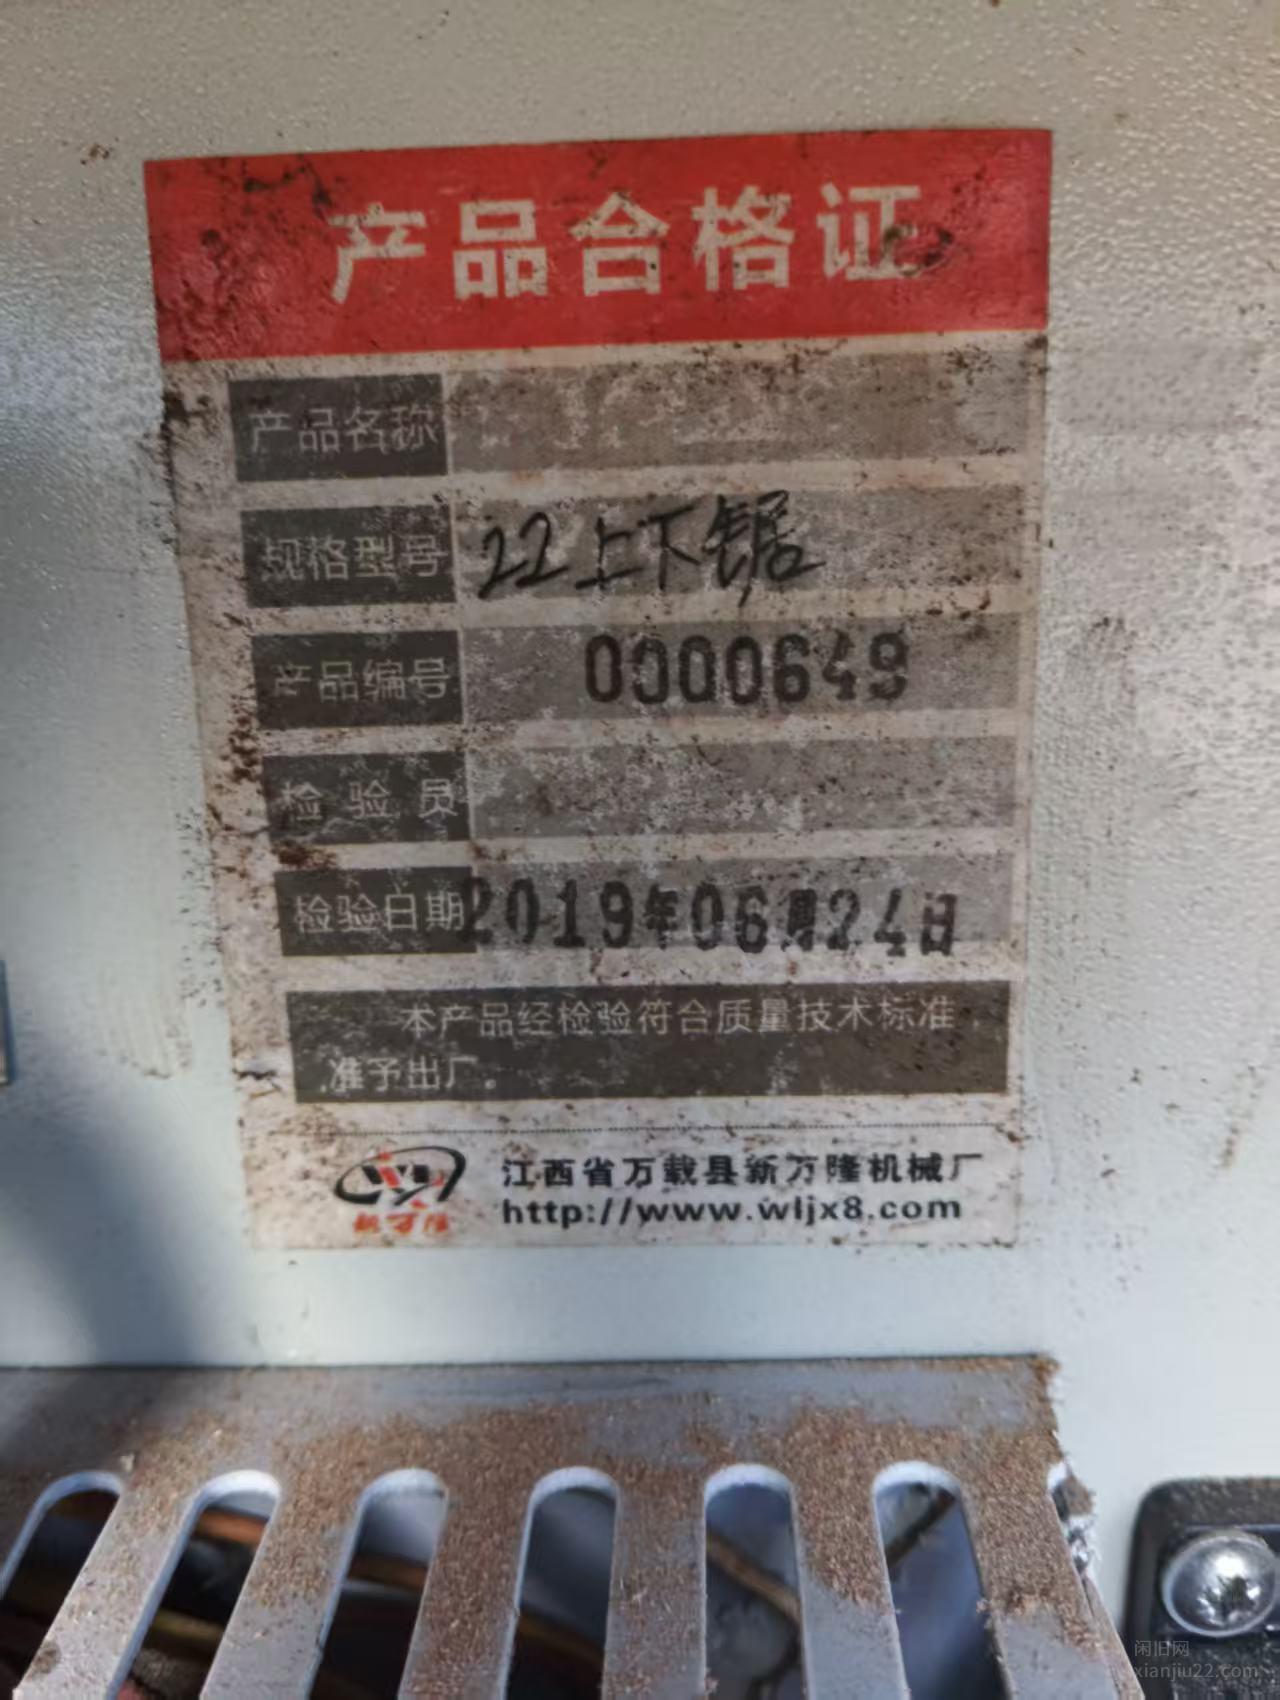 产品合格证
产品名称
规格型号 22上下锯
产品编号 0000649
检验员
检验日期 2019年06月24日
本产品经检验符合质量技术标准，
准予出厂。
新万隆
江西省万载县新万隆机械厂
http://www.wljx8.com
闲旧网
xianjiu22.com